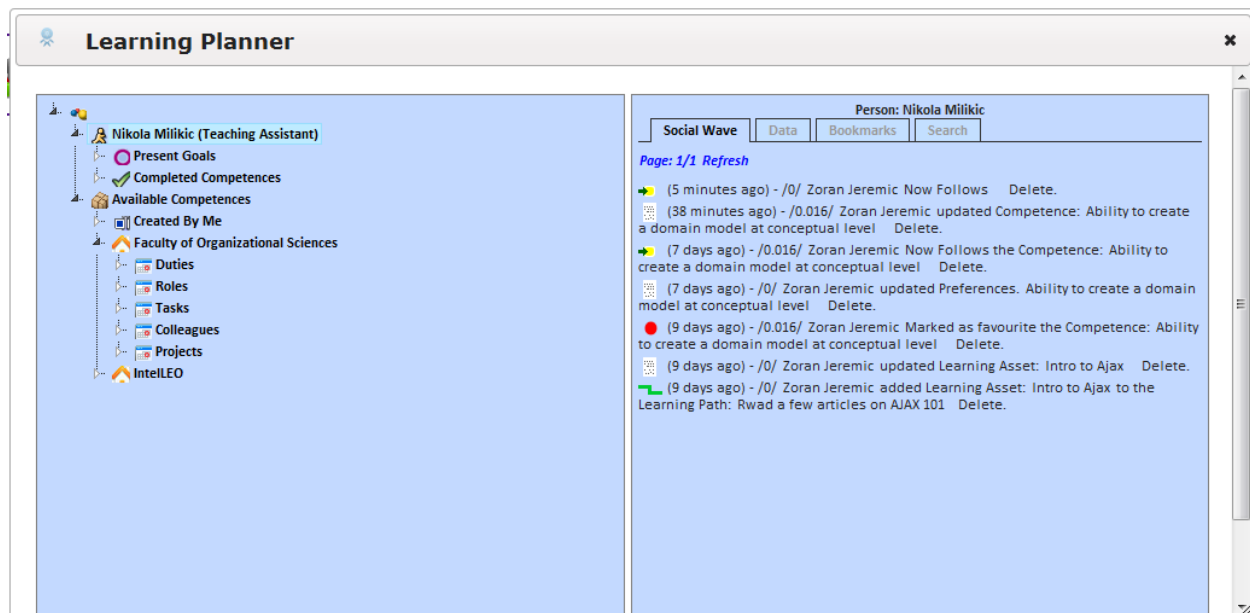 Learning Planner
Nikola Milikic (Teaching Assistant)
Present Goals
Completed Competences
Available Competences
Created By Me
Faculty of Organizational Sciences
Duties
Roles
Tasks
Colleagues
Projects
IntelLEO
Person: Nikola Milikic
Social Wave Data Bookmarks Search
Page: 1/1 Refresh
(5 minutes ago) - /0/ Zoran Jeremic Now Follows Delete.
(38 minutes ago) - /0.016/ Zoran Jeremic updated Competence: Ability to create
a domain model at conceptual level Delete.
(7 days ago) - /0.016/ Zoran Jeremic Now Follows the Competence: Ability to
create a domain model at conceptual level Delete.
(7 days ago) - /0/ Zoran Jeremic updated Preferences. Ability to create a domain
model at conceptual level Delete.
(9 days ago) - /0.016/ Zoran Jeremic Marked as favourite the Competence: Ability
to create a domain model at conceptual level Delete.
(9 days ago) - /0/ Zoran Jeremic updated Learning Asset: Intro to Ajax Delete.
(9 days ago) - /0/ Zoran Jeremic added Learning Asset: Intro to Ajax to the
Learning Path: Rwad a few articles on AJAX 101 Delete.